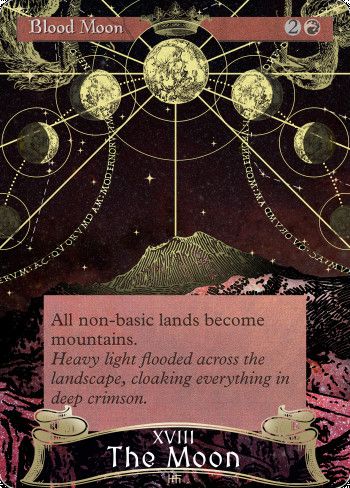 Blood Moon
2
All non-basic lands become
mountains.
Heavy light flooded across the
landscape, cloaking everything in
deep crimson.
XVIII
The Moon